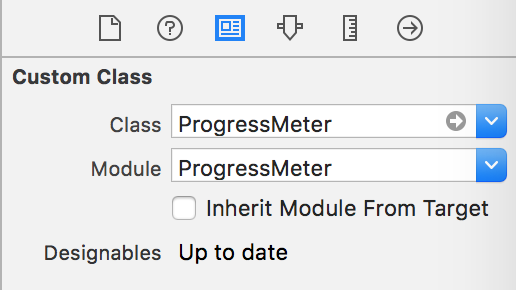 Custom Class
Class ProgressMeter
Module ProgressMeter
Inherit Module From Target
Designables Up to date